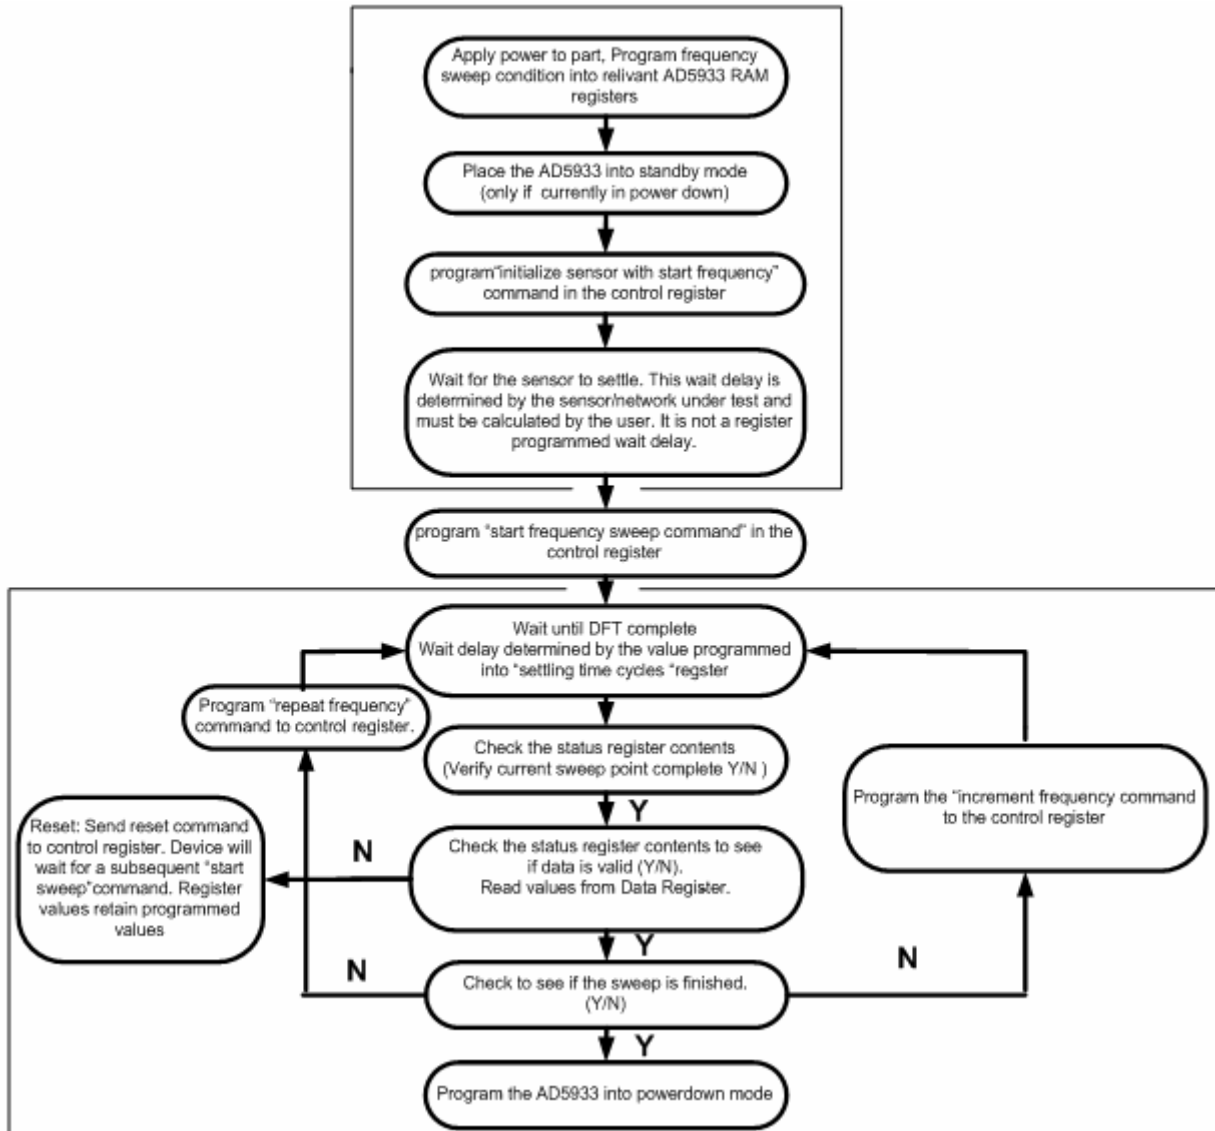 Apply power to part, Program frequency
sweep condition into relivant AD5933 RAM
registers
Place the AD5933 into standby mode
(only if currently in power down)
program“initialize sensor with start frequency”
command in the control register
Wait for the sensor to settle. This wait delay is
determined by the sensor/network under test and
must be calculated by the user. It is not a register
programmed wait delay.
program “start frequency sweep command” in the
control register
Wait until DFT complete
Wait delay determined by the value programmed
into “settling time cycles “regster
Program “repeat frequency”
command to control register.
Check the status register contents
(Verify current sweep point complete Y/N )
Program the “increment frequency command
to the control register
Y
Reset: Send reset command
to control register. Device will
wait for a subsequent “start
sweep”command. Register
values retain programmed
values
N
Check the status register contents to see
if data is valid (Y/N).
Read values from Data Register.
Y
N
N
Check to see if the sweep is finished.
(Y/N)
Y
Program the AD5933 into powerdown mode